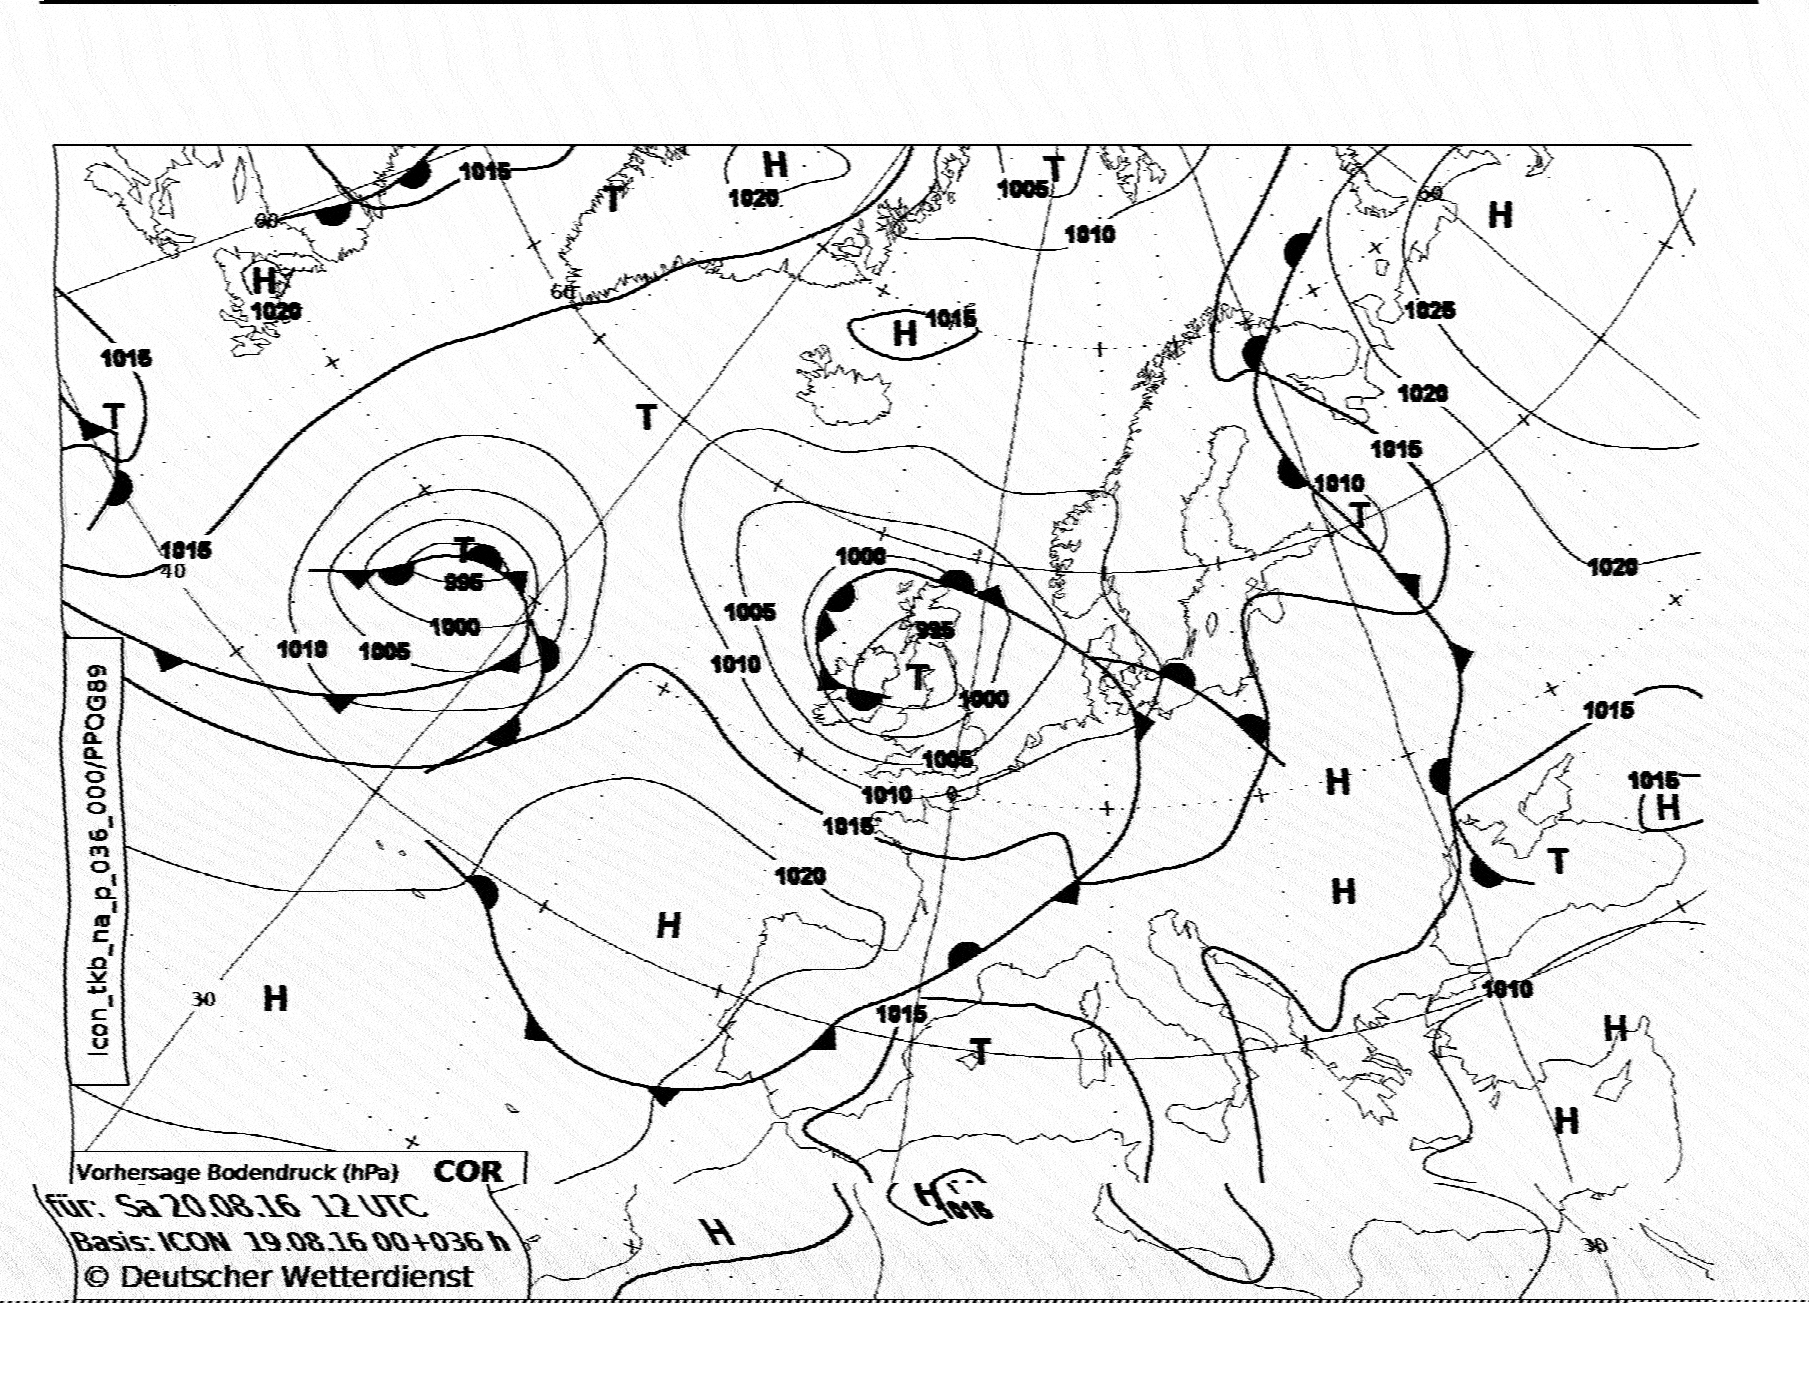 H
T
1015
1020
T
1005
60
1010
H
H
1020
60
1015
H
1025
1015
T
T
1020
1015
1010
T
1015
40
T
995
1000
1010
1005
1000
1005
995
1010
T
1000
1020
1015
1005
1010
0
1015
H
1015
H
1020
H
H
T
30
H
1015
T
1010
H
H
Icon_tkb_na_p_036_000/PPOG89
H
H
1015
30
Vorhersage Bodendruck (hPa) COR
für: Sa 20.08.16 12 UTC
Basis: ICON 19.08.16 00+036 h
© Deutscher Wetterdienst